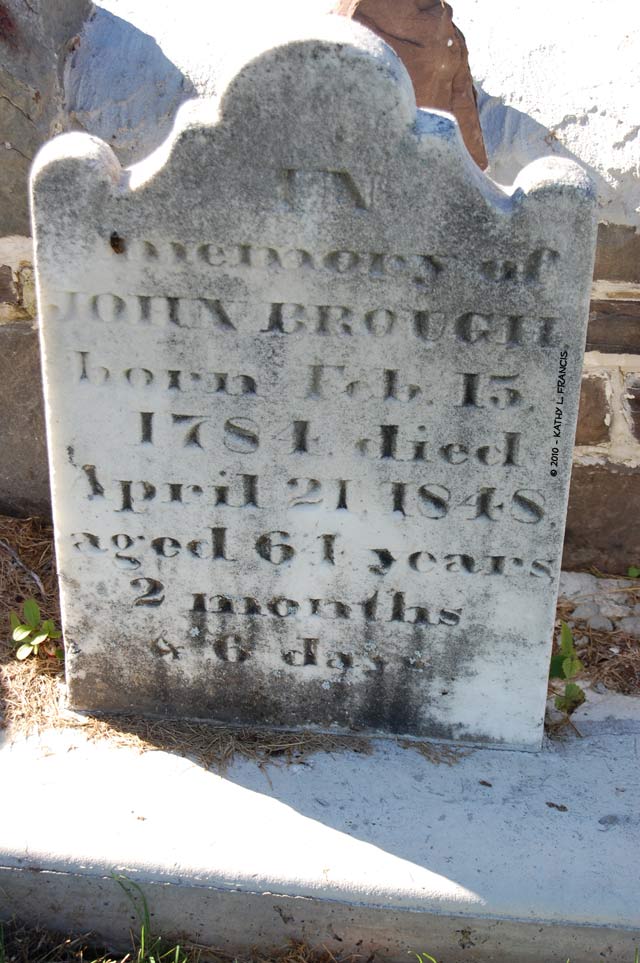 IN
memory of
JOHN BROUGH
born Feb. 15,
1784, died
April 21, 1848,
aged 64 years
2 months
& 6 days
© 2010 - KATHY L. FRANCIS